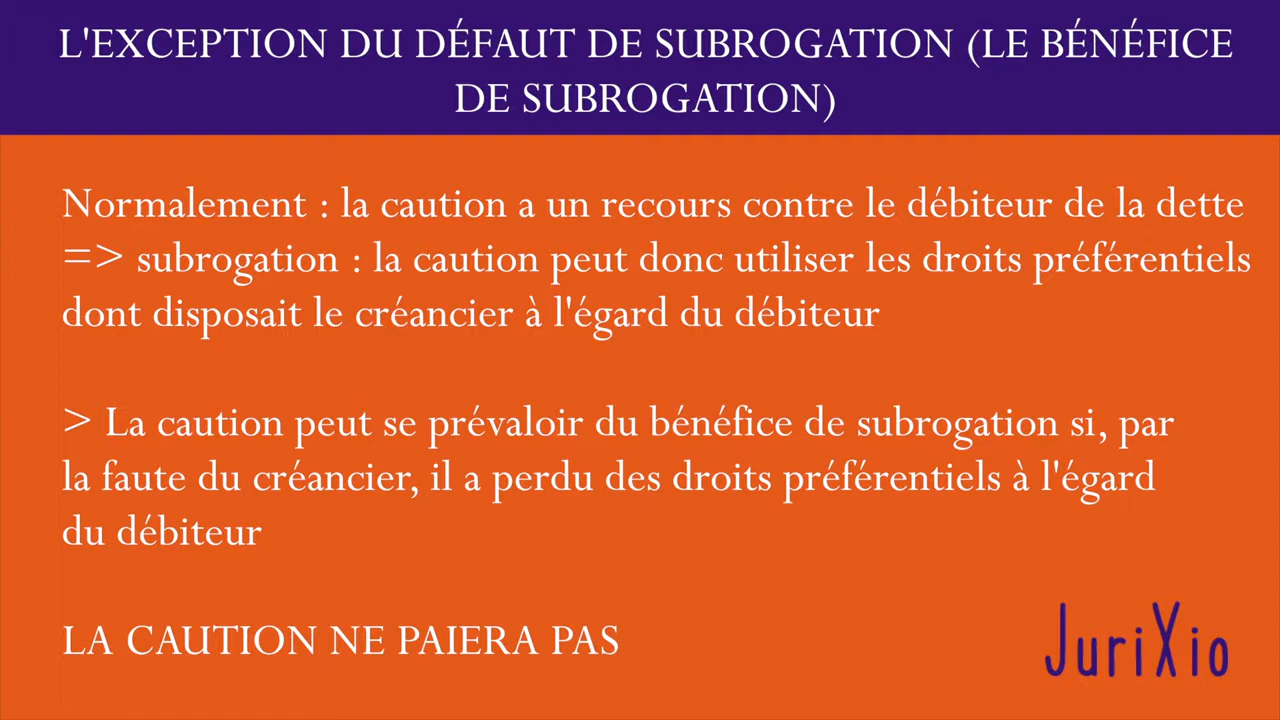 L'EXCEPTION DU DÉFAUT DE SUBROGATION (LE BÉNÉFICE
DE SUBROGATION)
Normalement : la caution a un recours contre le débiteur de la dette
=> subrogation : la caution peut donc utiliser les droits préférentiels
dont disposait le créancier à l'égard du débiteur
> La caution peut se prévaloir du bénéfice de subrogation si, par
la faute du créancier, il a perdu des droits préférentiels à l'égard
du débiteur
LA CAUTION NE PAIERA PAS
JuriXio